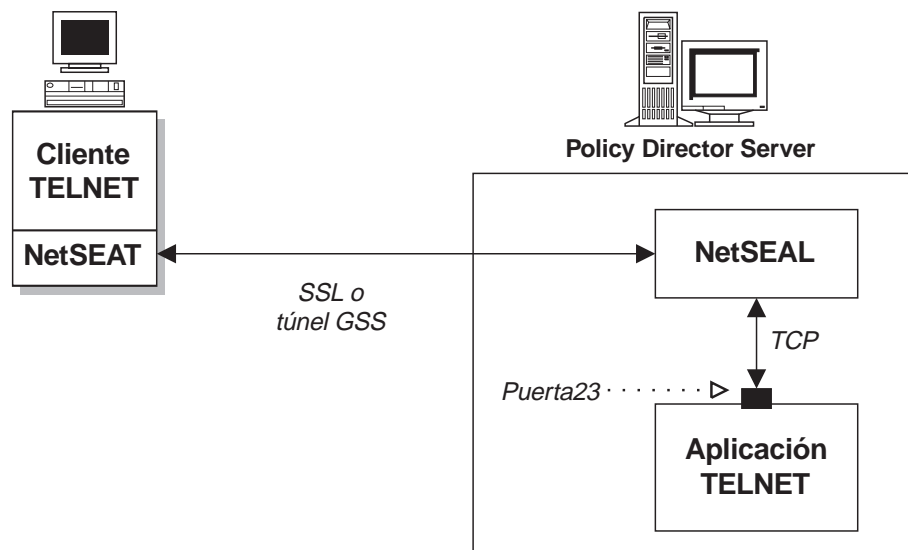 Cliente
TELNET
NetSEAT
Policy Director Server
NetSEAL
SSL o
túnel GSS
TCP
Puerta23
Aplicación
TELNET